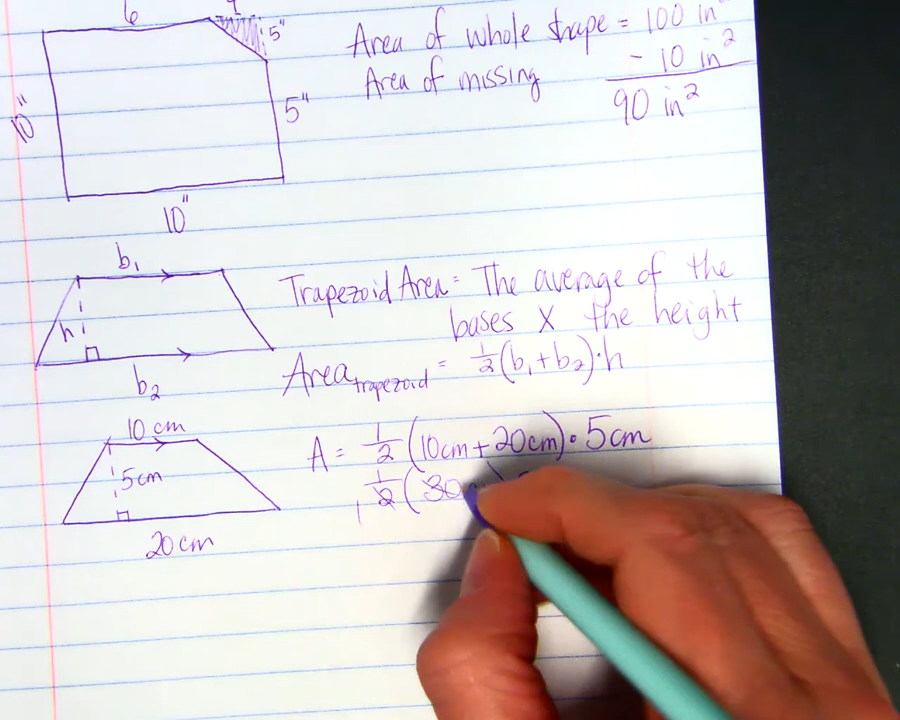 6
5"
Area of whole shape = 100 in²
10"
5"
Area of missing - 10 in²
90 in²
10"
b₁
Trapezoid Area = The average of the
bases X the height
h
Area trapezoid = ½(b₁+b₂)·h
b₂
10 cm
A = ½ (10cm+20cm)·5cm
5cm
½ (30
1
20cm